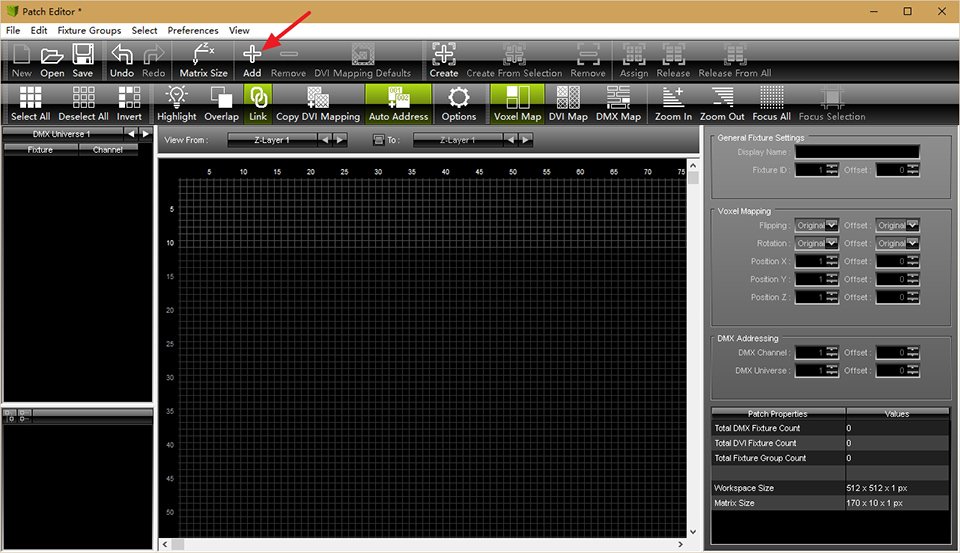 Patch Editor *
File Edit Fixture Groups Select Preferences View
New Open Save Undo Redo Matrix Size Add Remove DVI Mapping Defaults Create Create From Selection Remove Assign Release Release From All
Select All Deselect All Invert Highlight Overlap Link Copy DVI Mapping Auto Address Options Voxel Map DVI Map DMX Map Zoom In Zoom Out Focus All Focus Selection
DMX Universe 1
Fixture Channel
View From : Z-Layer 1 To : Z-Layer 1
5 10 15 20 25 30 35 40 45 50 55 60 65 70 75
5
10
15
20
25
30
35
40
45
50
General Fixture Settings
Display Name :
Fixture ID : 1 Offset : 0
Voxel Mapping
Flipping : Original Offset : Original
Rotation : Original Offset : Original
Position X : 1 Offset : 0
Position Y : 1 Offset : 0
Position Z : 1 Offset : 0
DMX Addressing
DMX Channel : 1 Offset : 0
DMX Universe : 1 Offset : 0
Patch Properties Values
Total DMX Fixture Count 0
Total DVI Fixture Count 0
Total Fixture Group Count 0
Workspace Size 512 x 512 x 1 px
Matrix Size 170 x 10 x 1 px